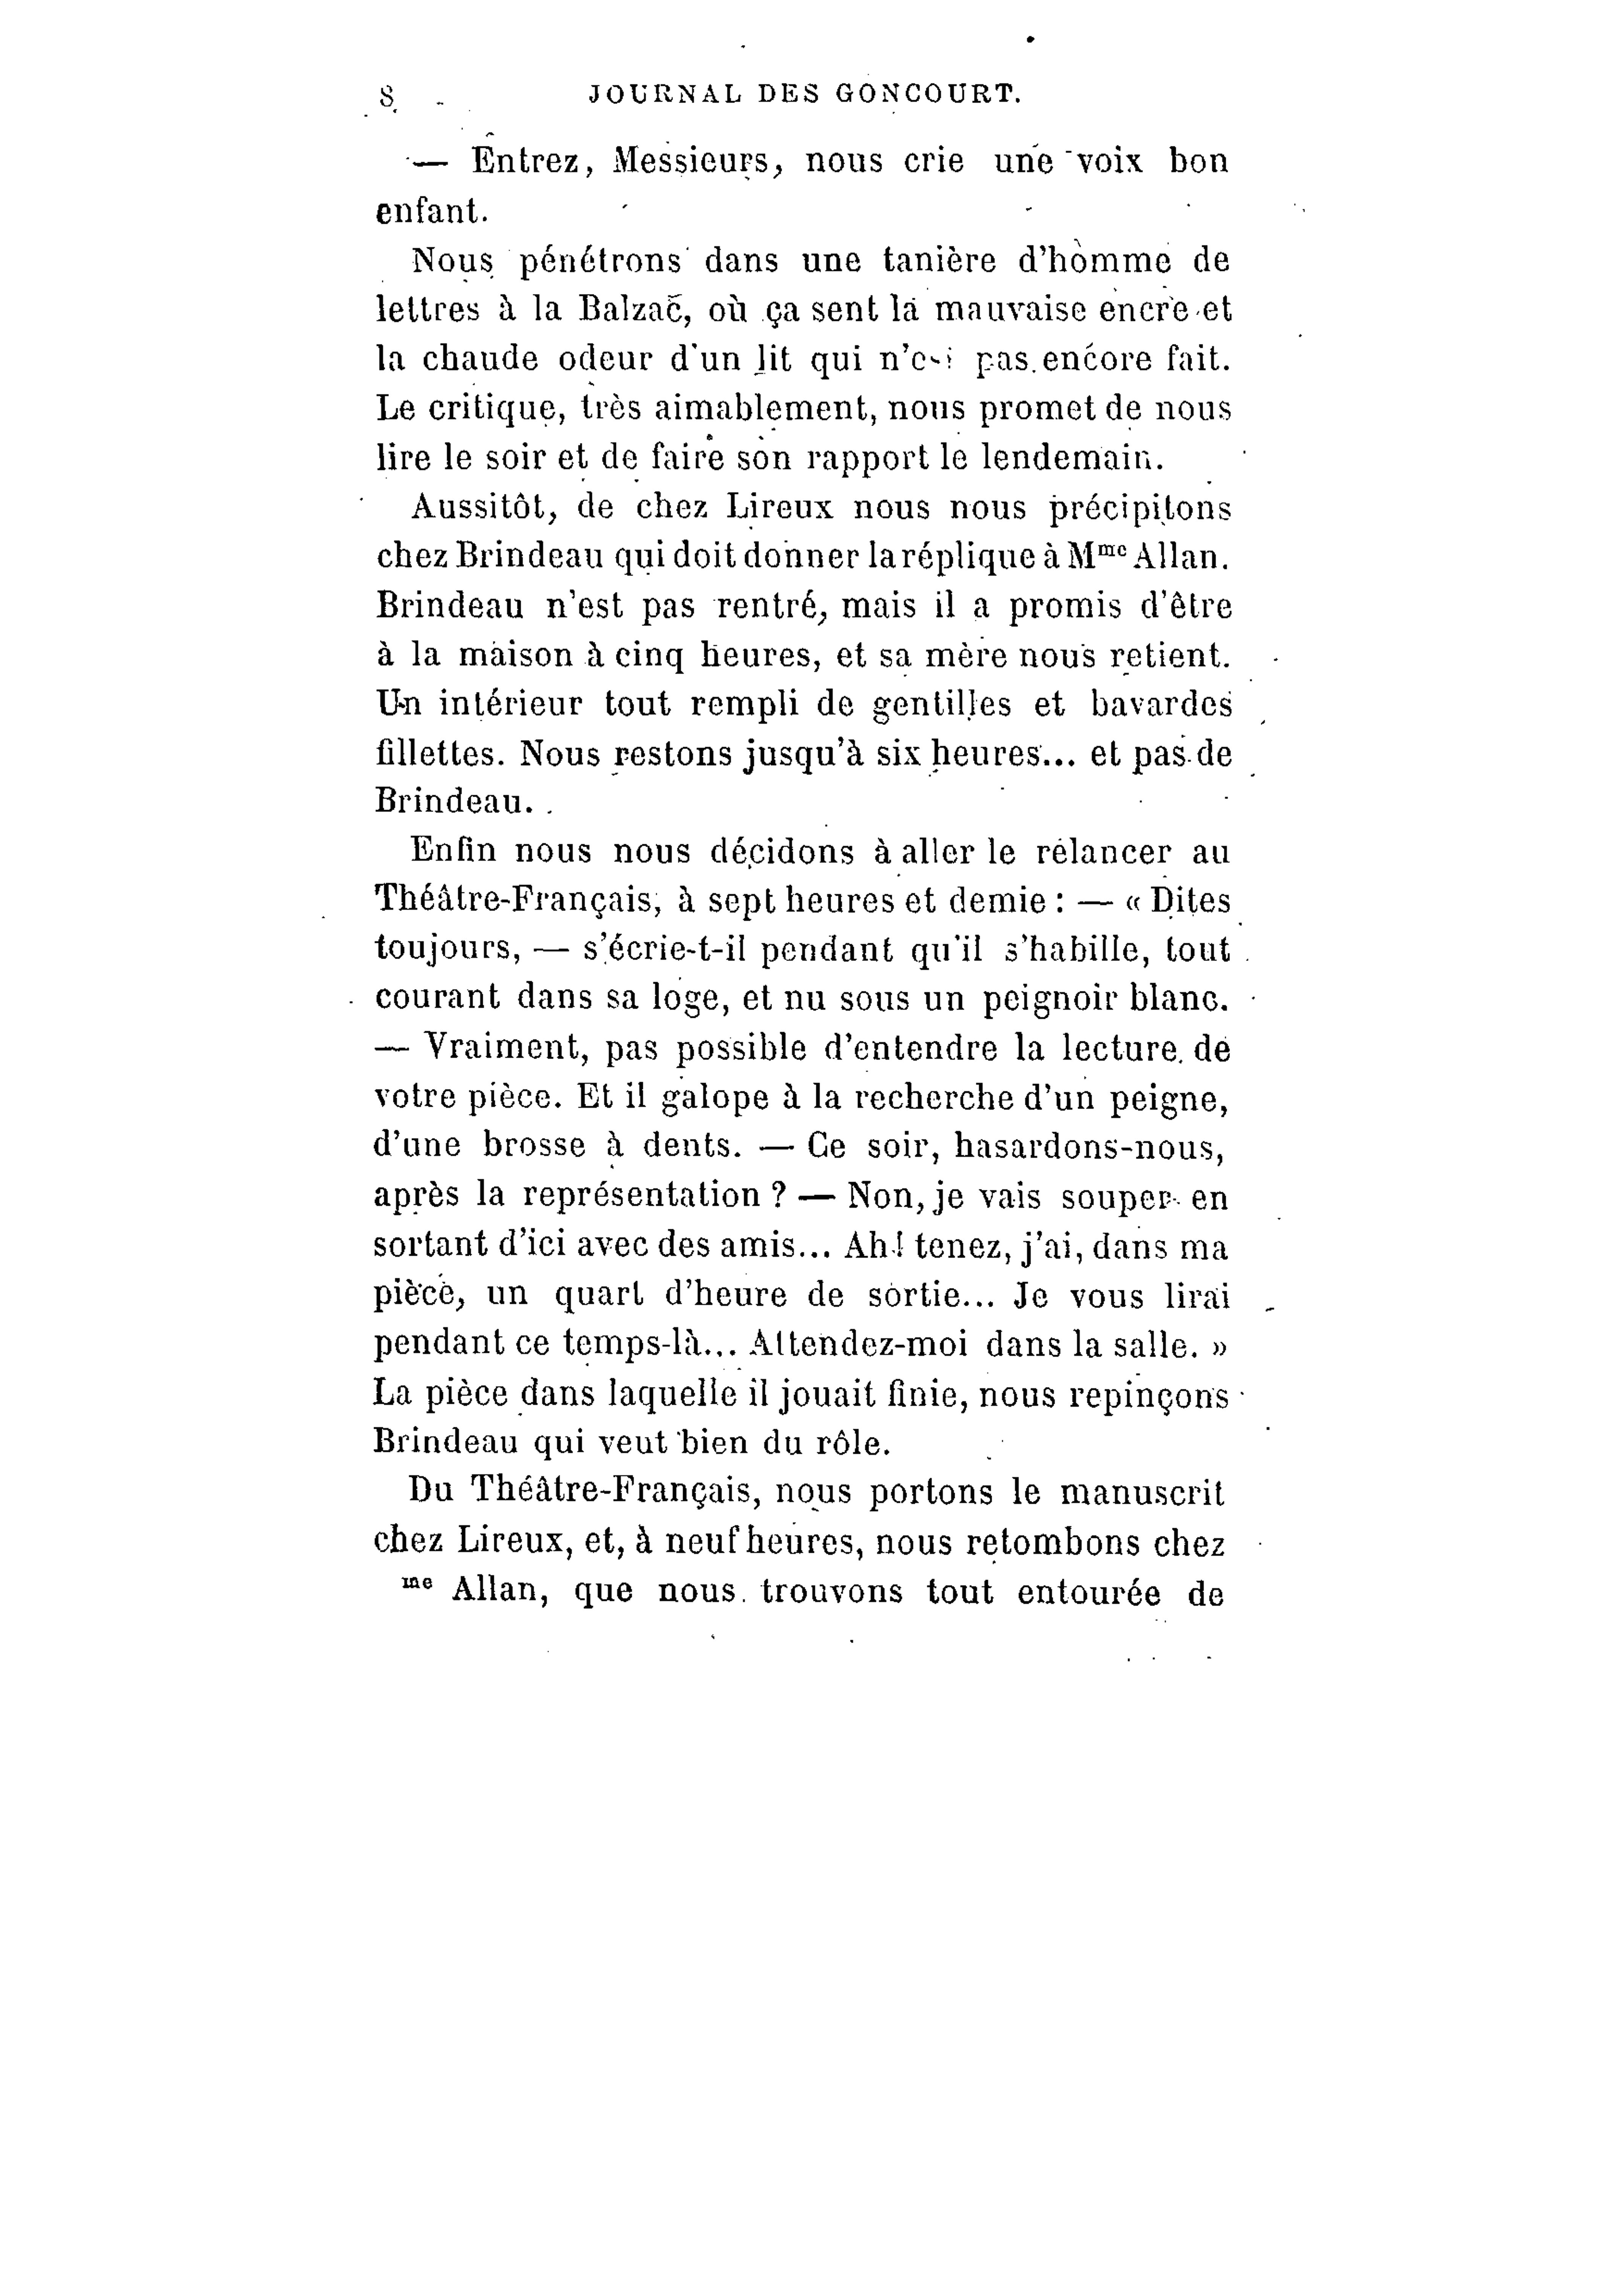 8 JOURNAL DES GONCOURT.
— Entrez, Messieurs, nous crie une voix bon
enfant.
Nous pénétrons dans une tanière d'homme de
lettres à la Balzac, où ça sent la mauvaise encre et
la chaude odeur d'un lit qui n'est pas encore fait.
Le critique, très aimablement, nous promet de nous
lire le soir et de faire son rapport le lendemain.
Aussitôt, de chez Lireux nous nous précipitons
chez Brindeau qui doit donner la réplique à Mme Allan.
Brindeau n'est pas rentré, mais il a promis d'être
à la maison à cinq heures, et sa mère nous retient.
Un intérieur tout rempli de gentilles et bavardes
fillettes. Nous restons jusqu'à six heures... et pas de
Brindeau.
Enfin nous nous décidons à aller le relancer au
Théâtre-Français, à sept heures et demie : — « Dites
toujours, — s'écrie-t-il pendant qu'il s'habille, tout
courant dans sa loge, et nu sous un peignoir blanc.
— Vraiment, pas possible d'entendre la lecture de
votre pièce. Et il galope à la recherche d'un peigne,
d'une brosse à dents. — Ce soir, hasardons-nous,
après la représentation ? — Non, je vais souper en
sortant d'ici avec des amis... Ah! tenez, j'ai, dans ma
pièce, un quart d'heure de sortie... Je vous lirai
pendant ce temps-là... Attendez-moi dans la salle. »
La pièce dans laquelle il jouait finie, nous repinçons
Brindeau qui veut bien du rôle.
Du Théâtre-Français, nous portons le manuscrit
chez Lireux, et, à neuf heures, nous retombons chez
me Allan, que nous trouvons tout entourée de